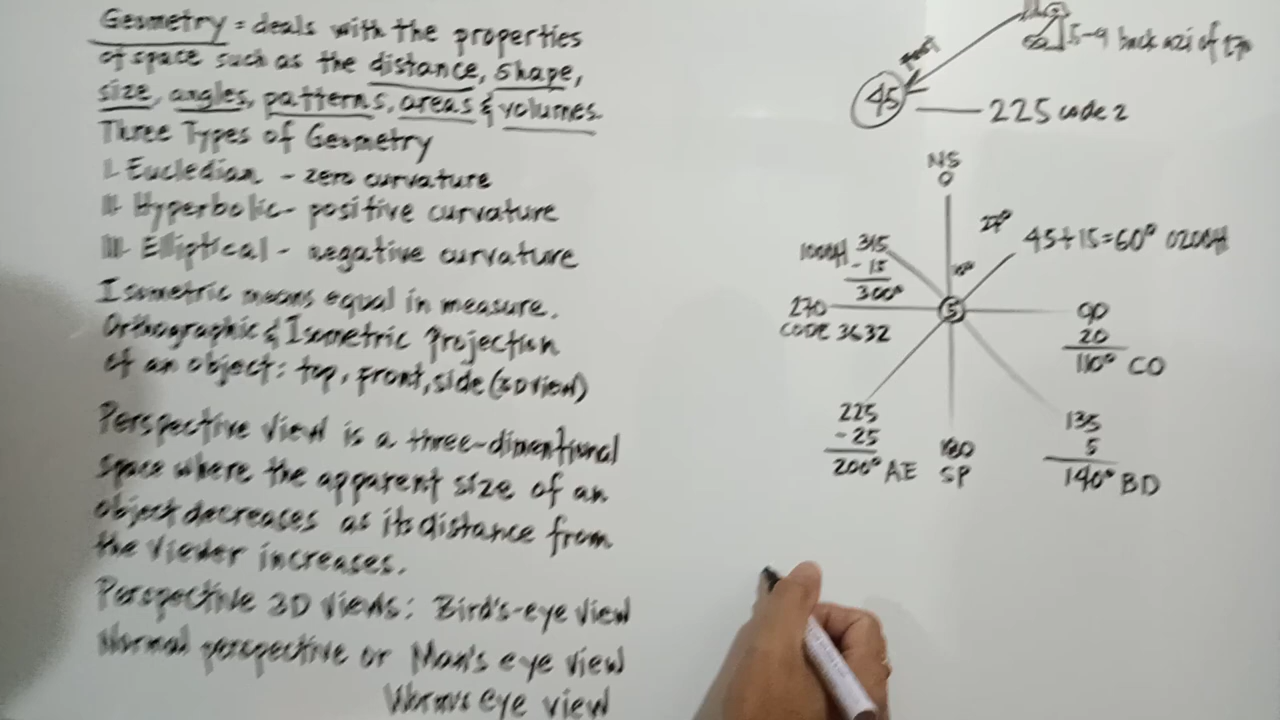 Geometry = deals with the properties
of space such as the distance, shape,
size, angles, patterns, areas & volumes.
Three Types of Geometry
I. Eucledian - zero curvature
II. Hyperbolic - positive curvature
III. Elliptical - negative curvature
Isometric means equal in measure.
Orthographic & Isometric Projection
of an object: top, front, side (3D view)
Perspective View is a three-dimentional
space where the apparent size of an
object decreases as its distance from
the viewer increases.
Perspective 3D views: Bird's-eye view
Normal perspective or Man's eye view
Worm's eye view
5-9 back azi of
45
225 code 2
NS
0
45+15=60° 0200H
1000H 315
- 15
300°
270
CODE 3632
5
90
20
110° CO
225
- 25
200° AE
180
SP
135
5
140° BD